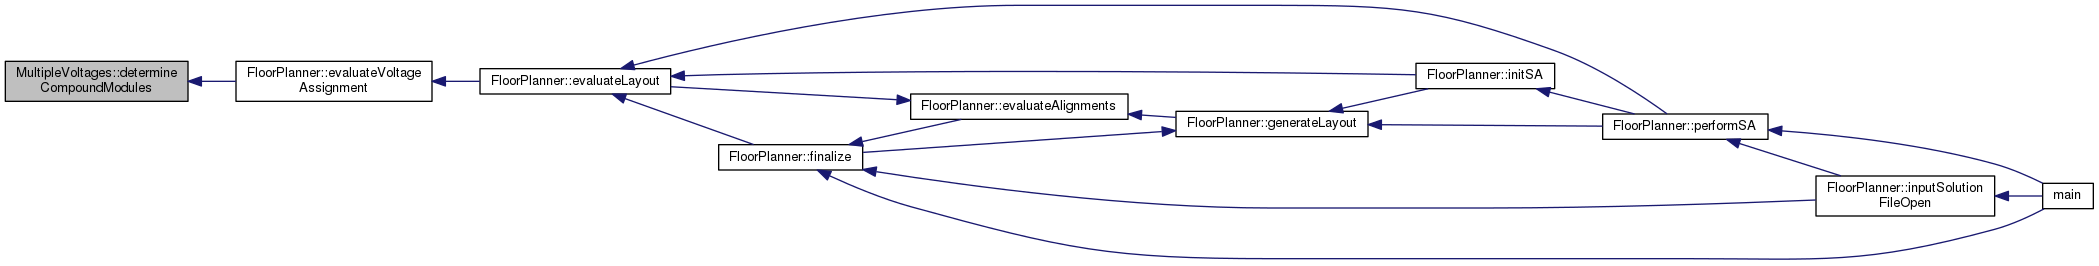 MultipleVoltages::determine
CompoundModules
FloorPlanner::evaluateVoltage
Assignment
FloorPlanner::evaluateLayout
FloorPlanner::finalize
FloorPlanner::evaluateAlignments
FloorPlanner::generateLayout
FloorPlanner::initSA
FloorPlanner::performSA
FloorPlanner::inputSolution
FileOpen
main